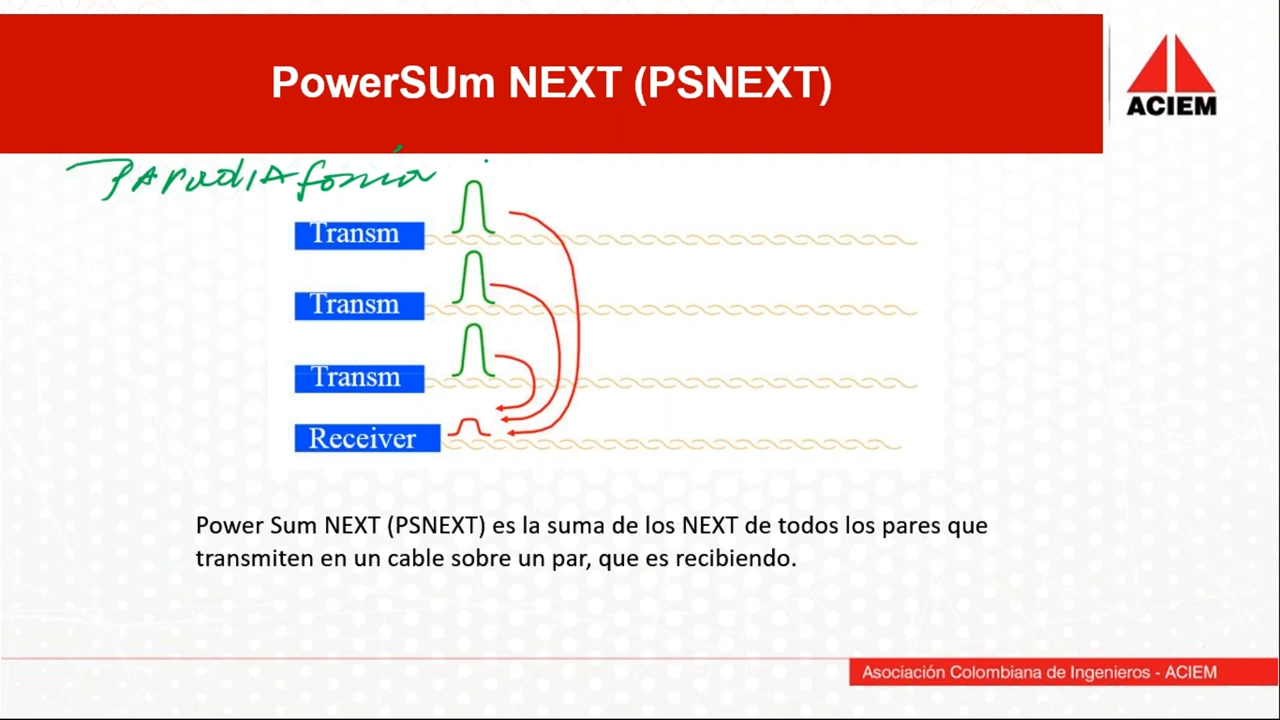 PowerSUm NEXT (PSNEXT)
ACIEM
Paradiafonía
Transm
Transm
Transm
Receiver
Power Sum NEXT (PSNEXT) es la suma de los NEXT de todos los pares que
transmiten en un cable sobre un par, que es recibiendo.
Asociación Colombiana de Ingenieros - ACIEM